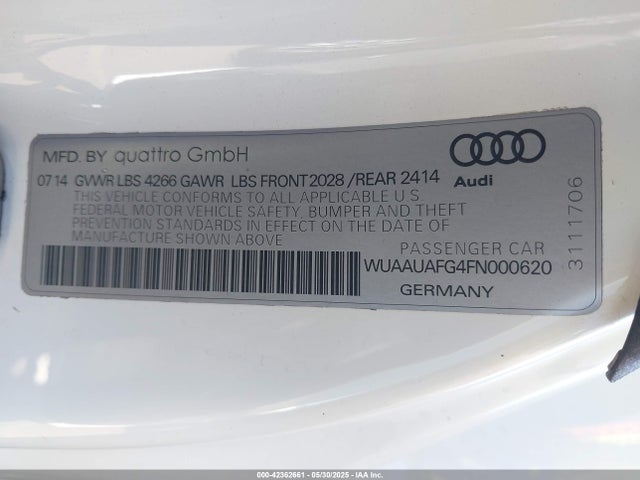 MFD. BY quattro GmbH
07 14 GVWR LBS 4266 GAWR LBS FRONT 2028 / REAR 2414
THIS VEHICLE CONFORMS TO ALL APPLICABLE U S
FEDERAL MOTOR VEHICLE SAFETY, BUMPER AND THEFT
PREVENTION STANDARDS IN EFFECT ON THE DATE OF
MANUFACTURE SHOWN ABOVE
Audi
PASSENGER CAR
WUAAUAFG4FN000620
GERMANY
3111706
000-42362661 - 05/30/2025 - IAA, Inc.